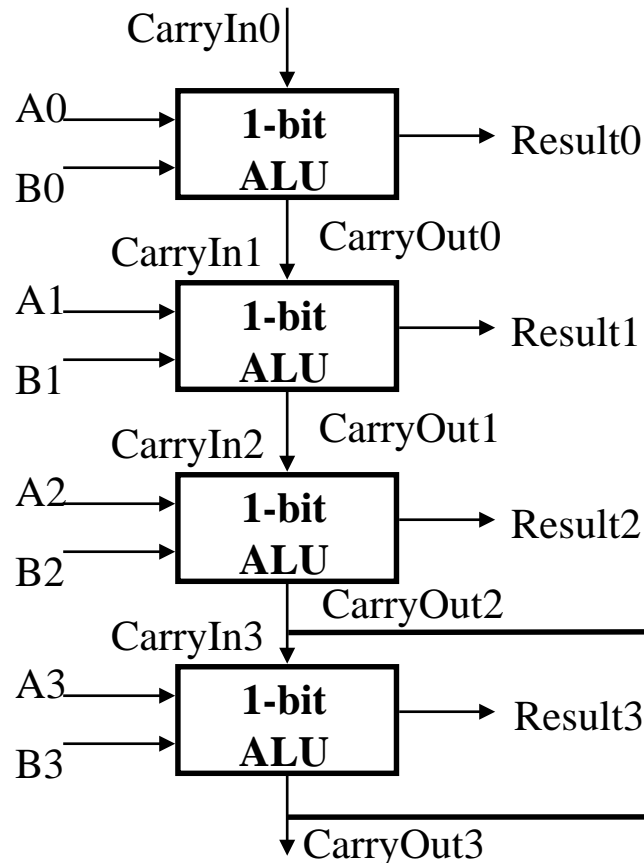 CarryIn0
A0
1-bit
ALU
Result0
B0
CarryOut0
CarryIn1
A1
1-bit
ALU
Result1
B1
CarryOut1
CarryIn2
A2
1-bit
ALU
Result2
B2
CarryOut2
CarryIn3
A3
1-bit
ALU
Result3
B3
CarryOut3